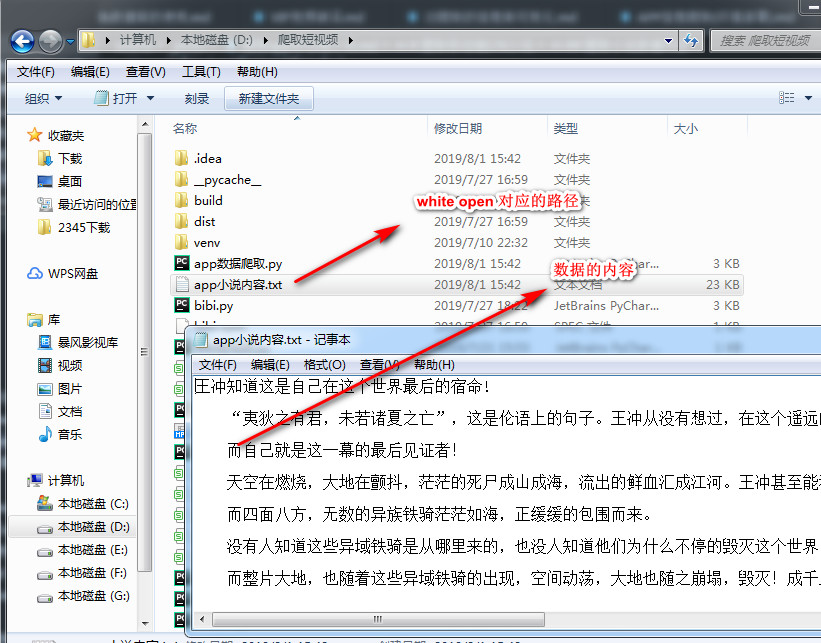 计算机 ▸ 本地磁盘 (D:) ▸ 爬取短视频 ▸
搜索 爬取短视频
文件(F) 编辑(E) 查看(V) 工具(T) 帮助(H)
组织 打开 刻录 新建文件夹
名称 修改日期 类型 大小
收藏夹
下载
桌面
最近访问的位置
2345下载
WPS网盘
库
暴风影视库
视频
图片
文档
音乐
计算机
本地磁盘 (C:)
本地磁盘 (D:)
本地磁盘 (E:)
本地磁盘 (F:)
本地磁盘 (G:)
.idea 2019/8/1 15:42 文件夹
__pycache__ 2019/7/27 16:59 文件夹
build 文件夹
white open 对应的路径
dist 2019/7/27 16:59 文件夹
venv 2019/7/10 22:32 文件夹
app数据爬取.py 2019/8/1 15:42 3 KB
数据的内容
app小说内容.txt 2019/8/1 15:42 文本文档 23 KB
bibi.py 2019/7/27 18:22 JetBrains PyChar... 3 KB
app小说内容.txt - 记事本
文件(F) 编辑(E) 格式(O) 查看(V) 帮助(H)
王冲知道这是自己在这个世界最后的宿命！
“夷狄之有君，未若诸夏之亡”，这是伦语上的句子。王冲从没有想过，在这个遥远
而自己就是这一幕的最后见证者！
天空在燃烧，大地在颤抖，茫茫的死尸成山成海，流出的鲜血汇成江河。王冲甚至能
而四面八方，无数的异族铁骑茫茫如海，正缓缓的包围而来。
没有人知道这些异域铁骑是从哪里来的，也没人知道他们为什么不停的毁灭这个世界
而整片大地，也随着这些异域铁骑的出现，空间动荡，大地也随之崩塌，毁灭！成千